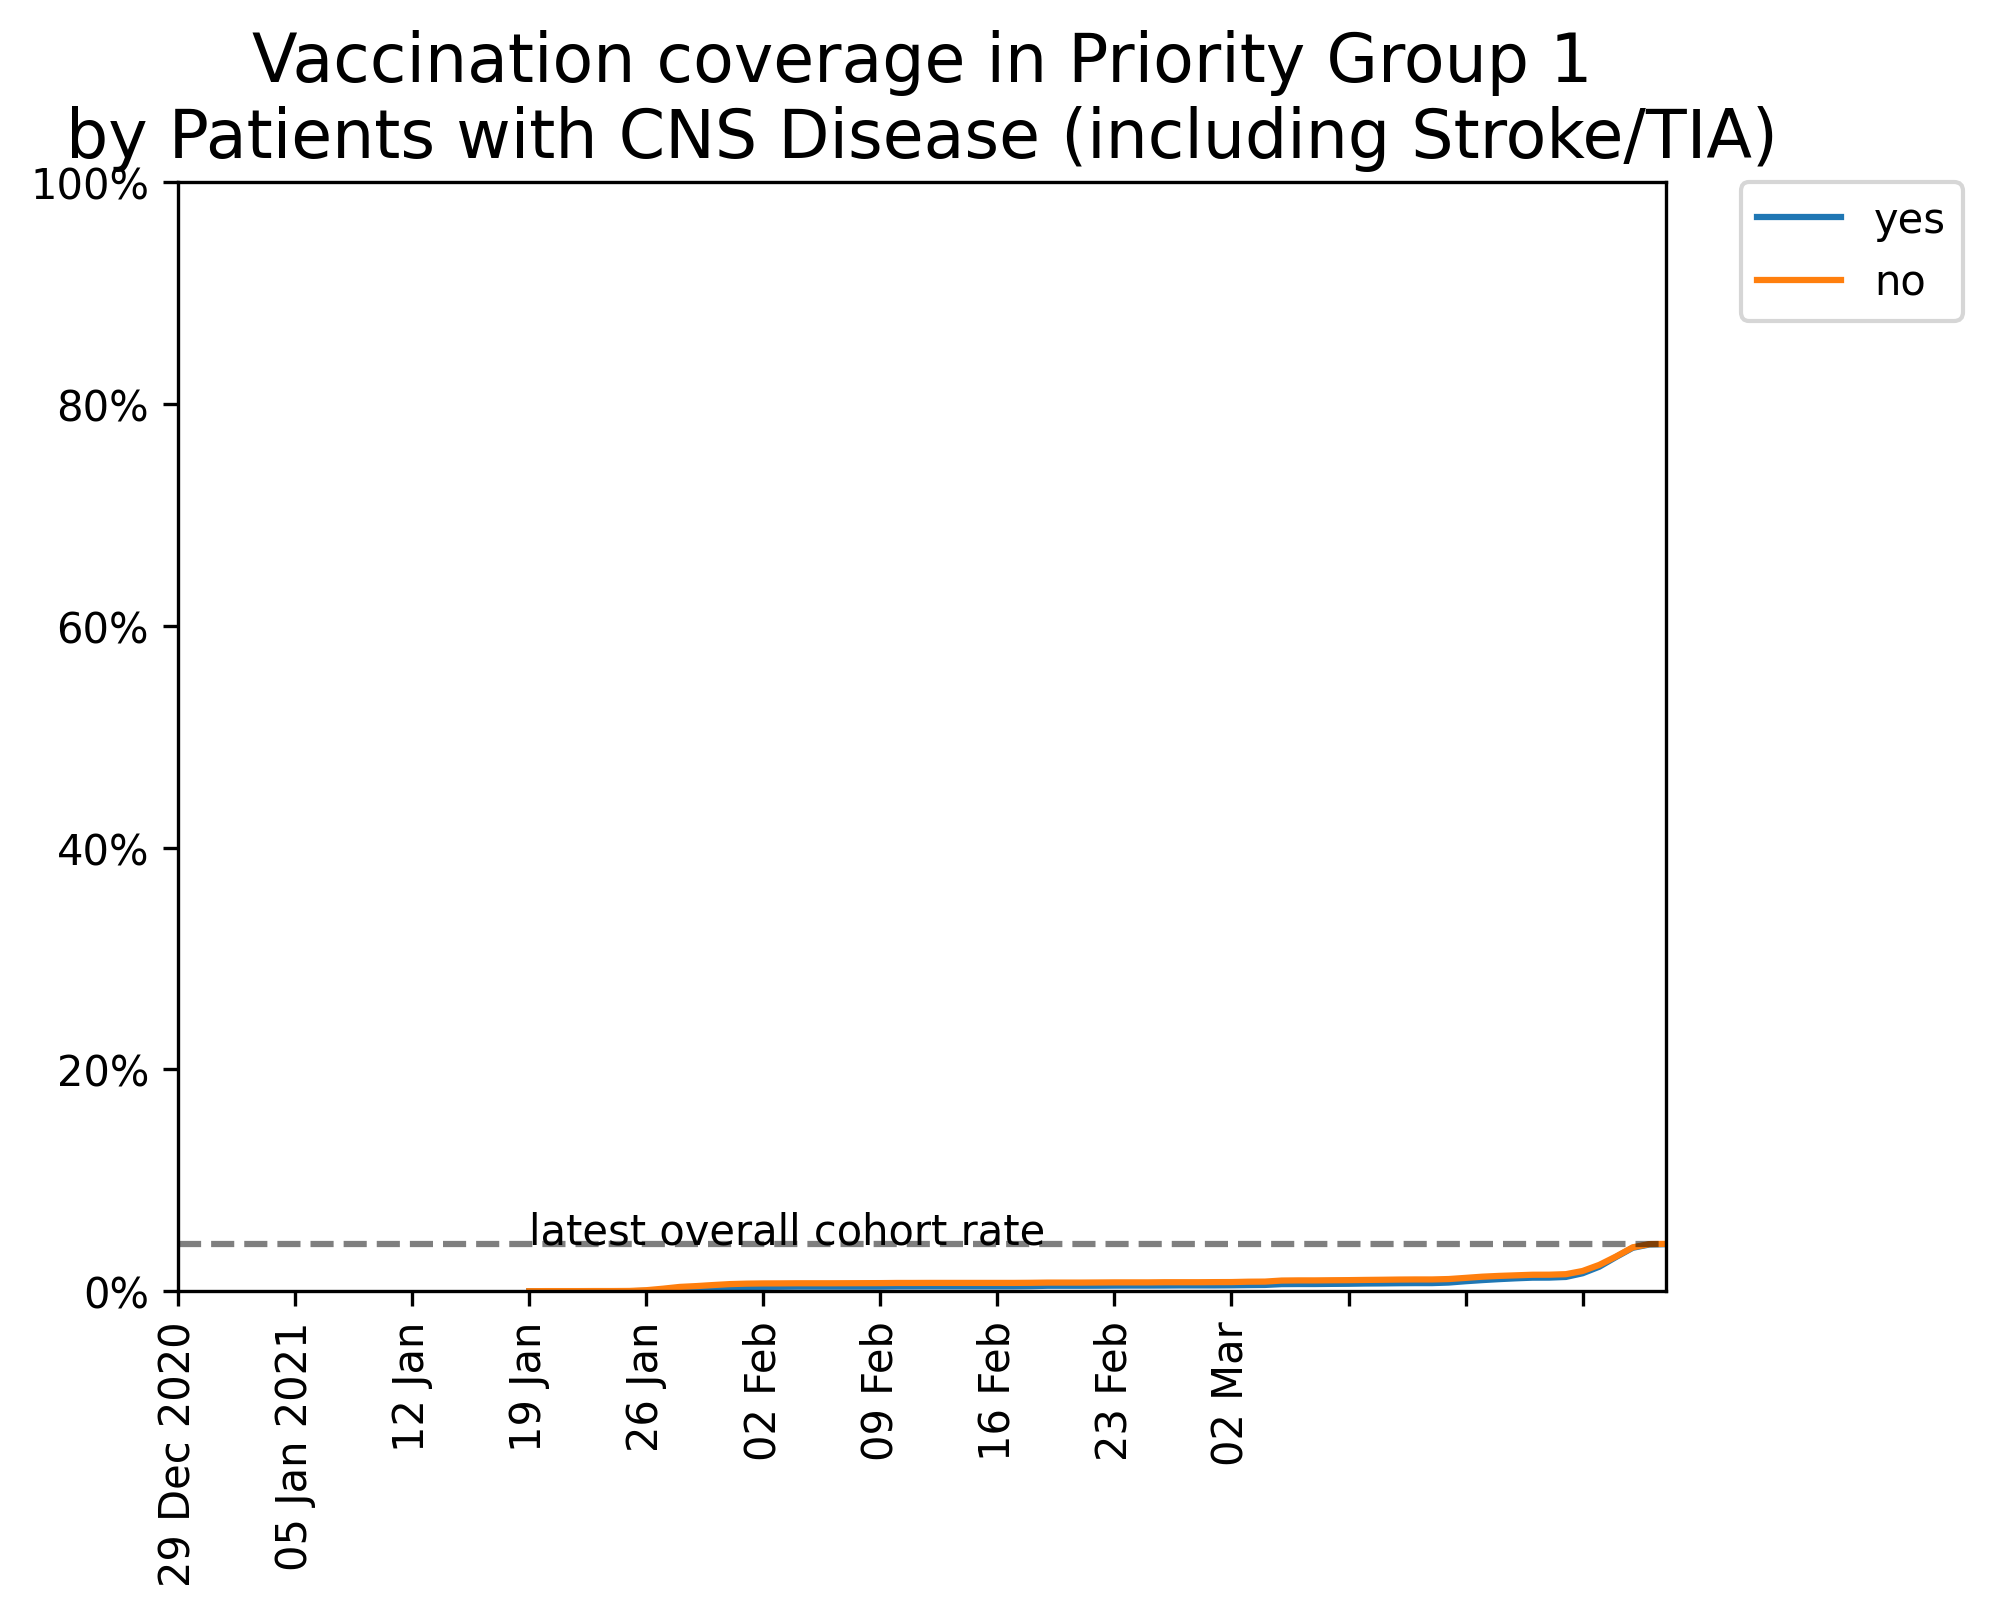 Vaccination coverage in Priority Group 1
by Patients with CNS Disease (including Stroke/TIA)
100%
80%
60%
40%
20%
0%
yes
no
latest overall cohort rate
29 Dec 2020
05 Jan 2021
12 Jan
19 Jan
26 Jan
02 Feb
09 Feb
16 Feb
23 Feb
02 Mar